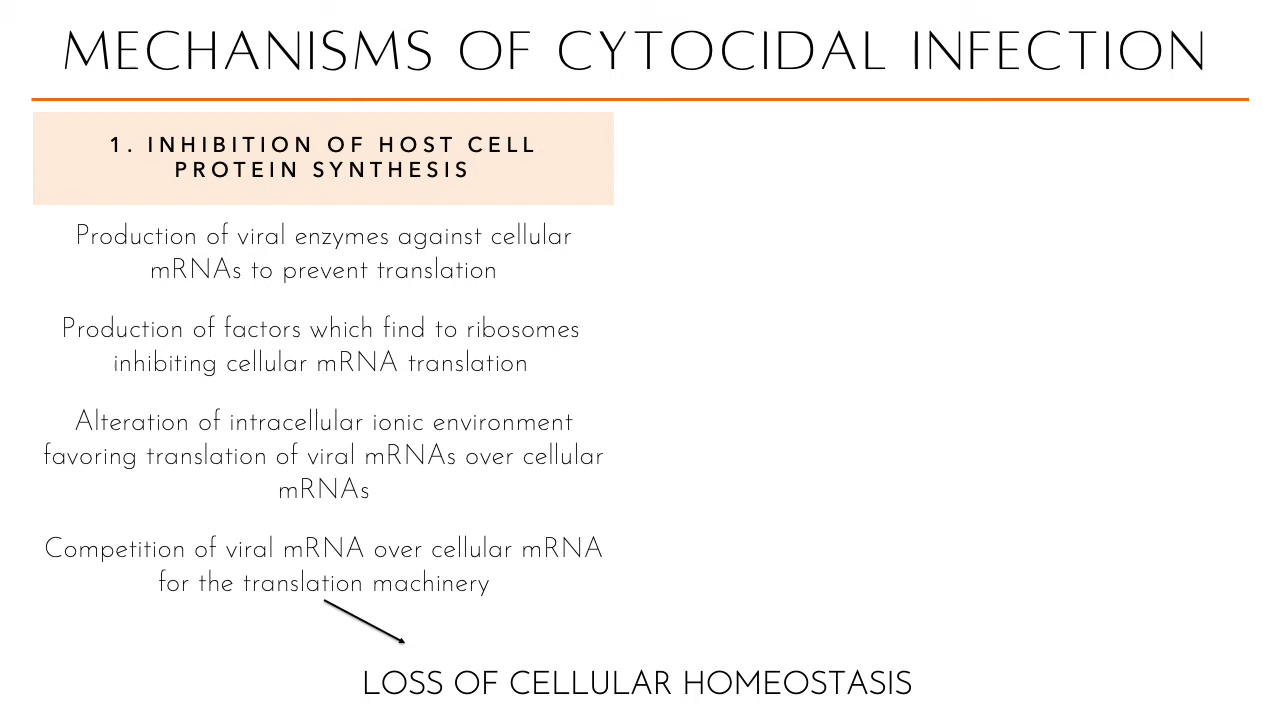 MECHANISMS OF CYTOCIDAL INFECTION
1. INHIBITION OF HOST CELL
PROTEIN SYNTHESIS
Production of viral enzymes against cellular
mRNAs to prevent translation
Production of factors which find to ribosomes
inhibiting cellular mRNA translation
Alteration of intracellular ionic environment
favoring translation of viral mRNAs over cellular
mRNAs
Competition of viral mRNA over cellular mRNA
for the translation machinery
LOSS OF CELLULAR HOMEOSTASIS